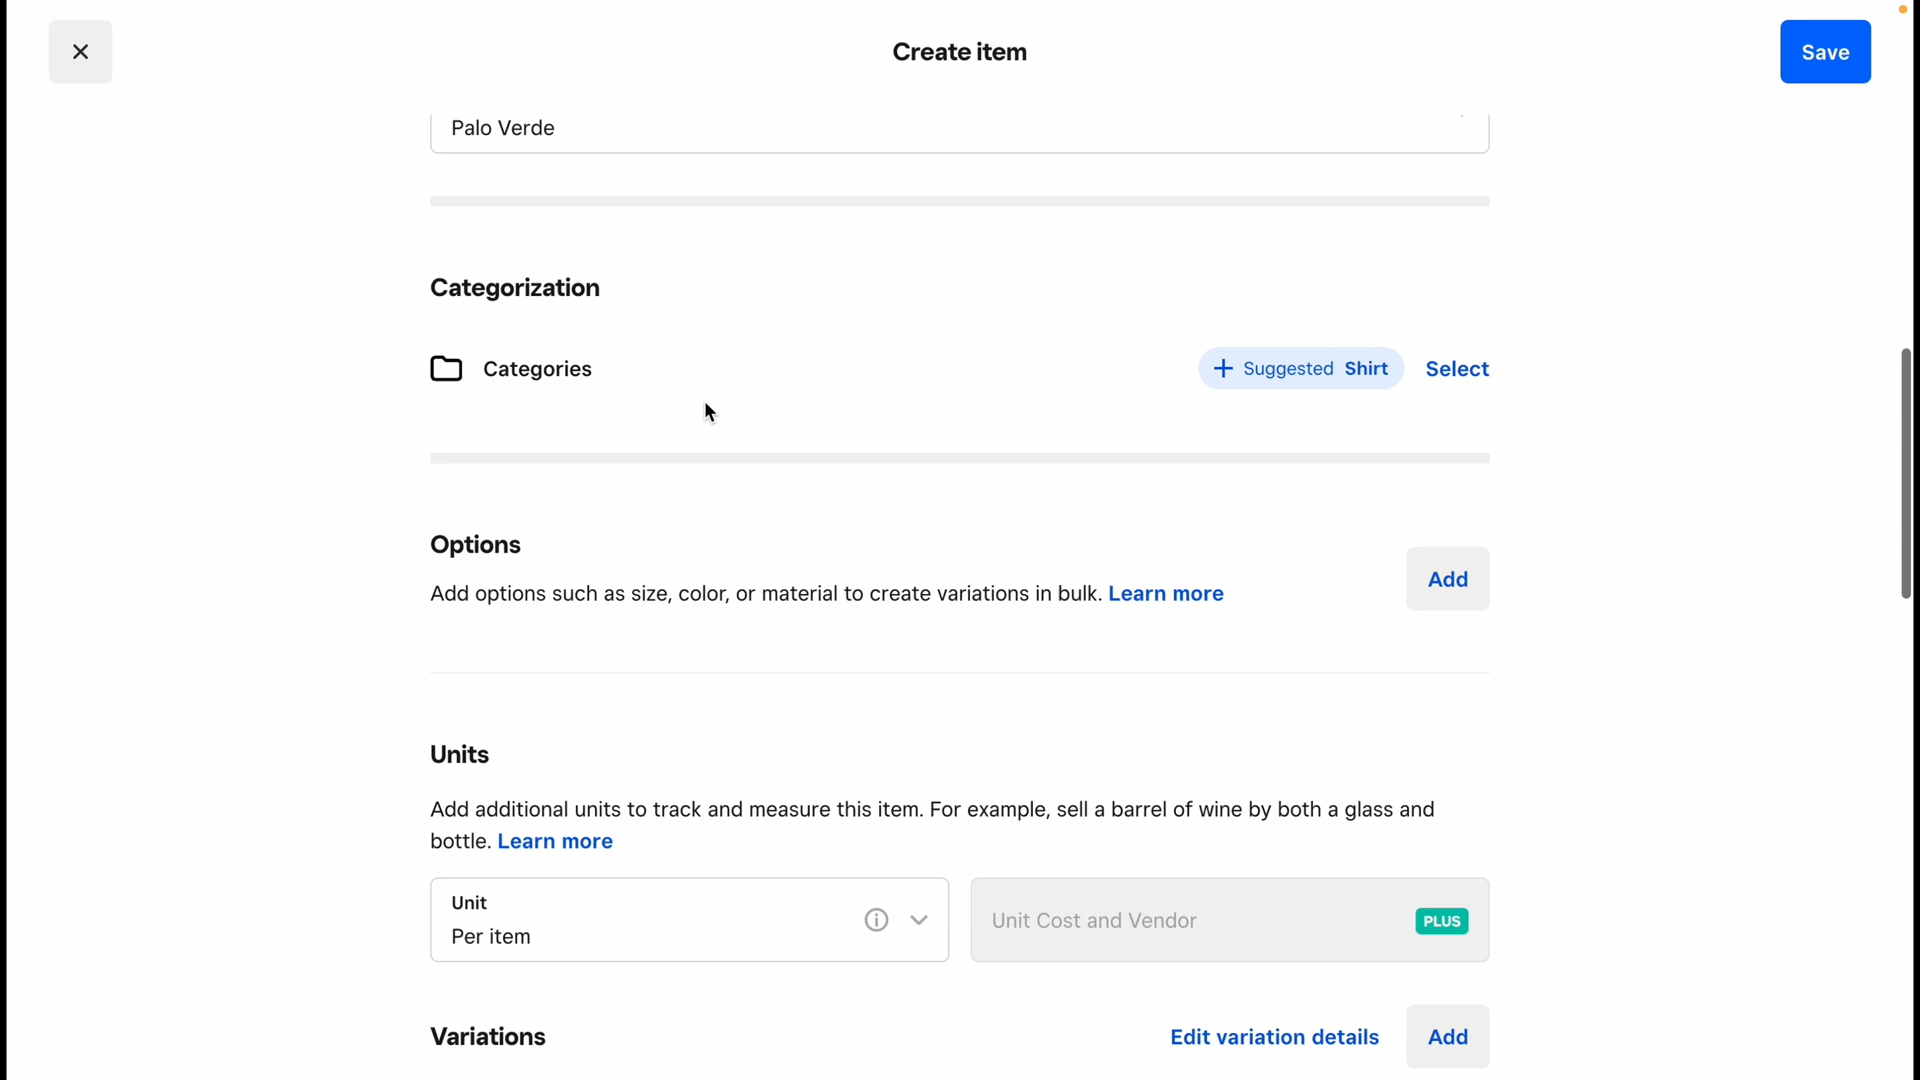 Create item
Save
Palo Verde
Categorization
Categories
Suggested Shirt
Select
Options
Add options such as size, color, or material to create variations in bulk. Learn more
Add
Units
Add additional units to track and measure this item. For example, sell a barrel of wine by both a glass and
bottle. Learn more
Unit
Per item
Unit Cost and Vendor
PLUS
Variations
Edit variation details
Add